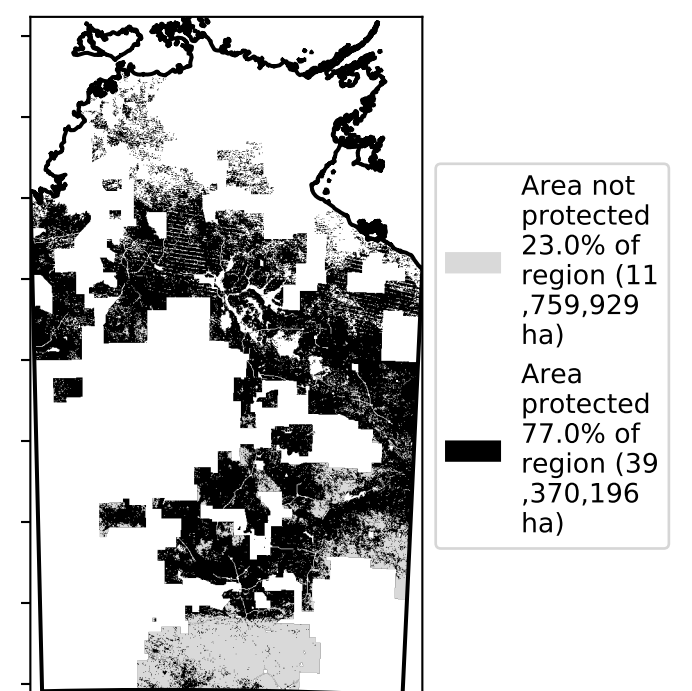 Area not
protected
23.0% of
region (11
,759,929
ha)
Area
protected
77.0% of
region (39
,370,196
ha)